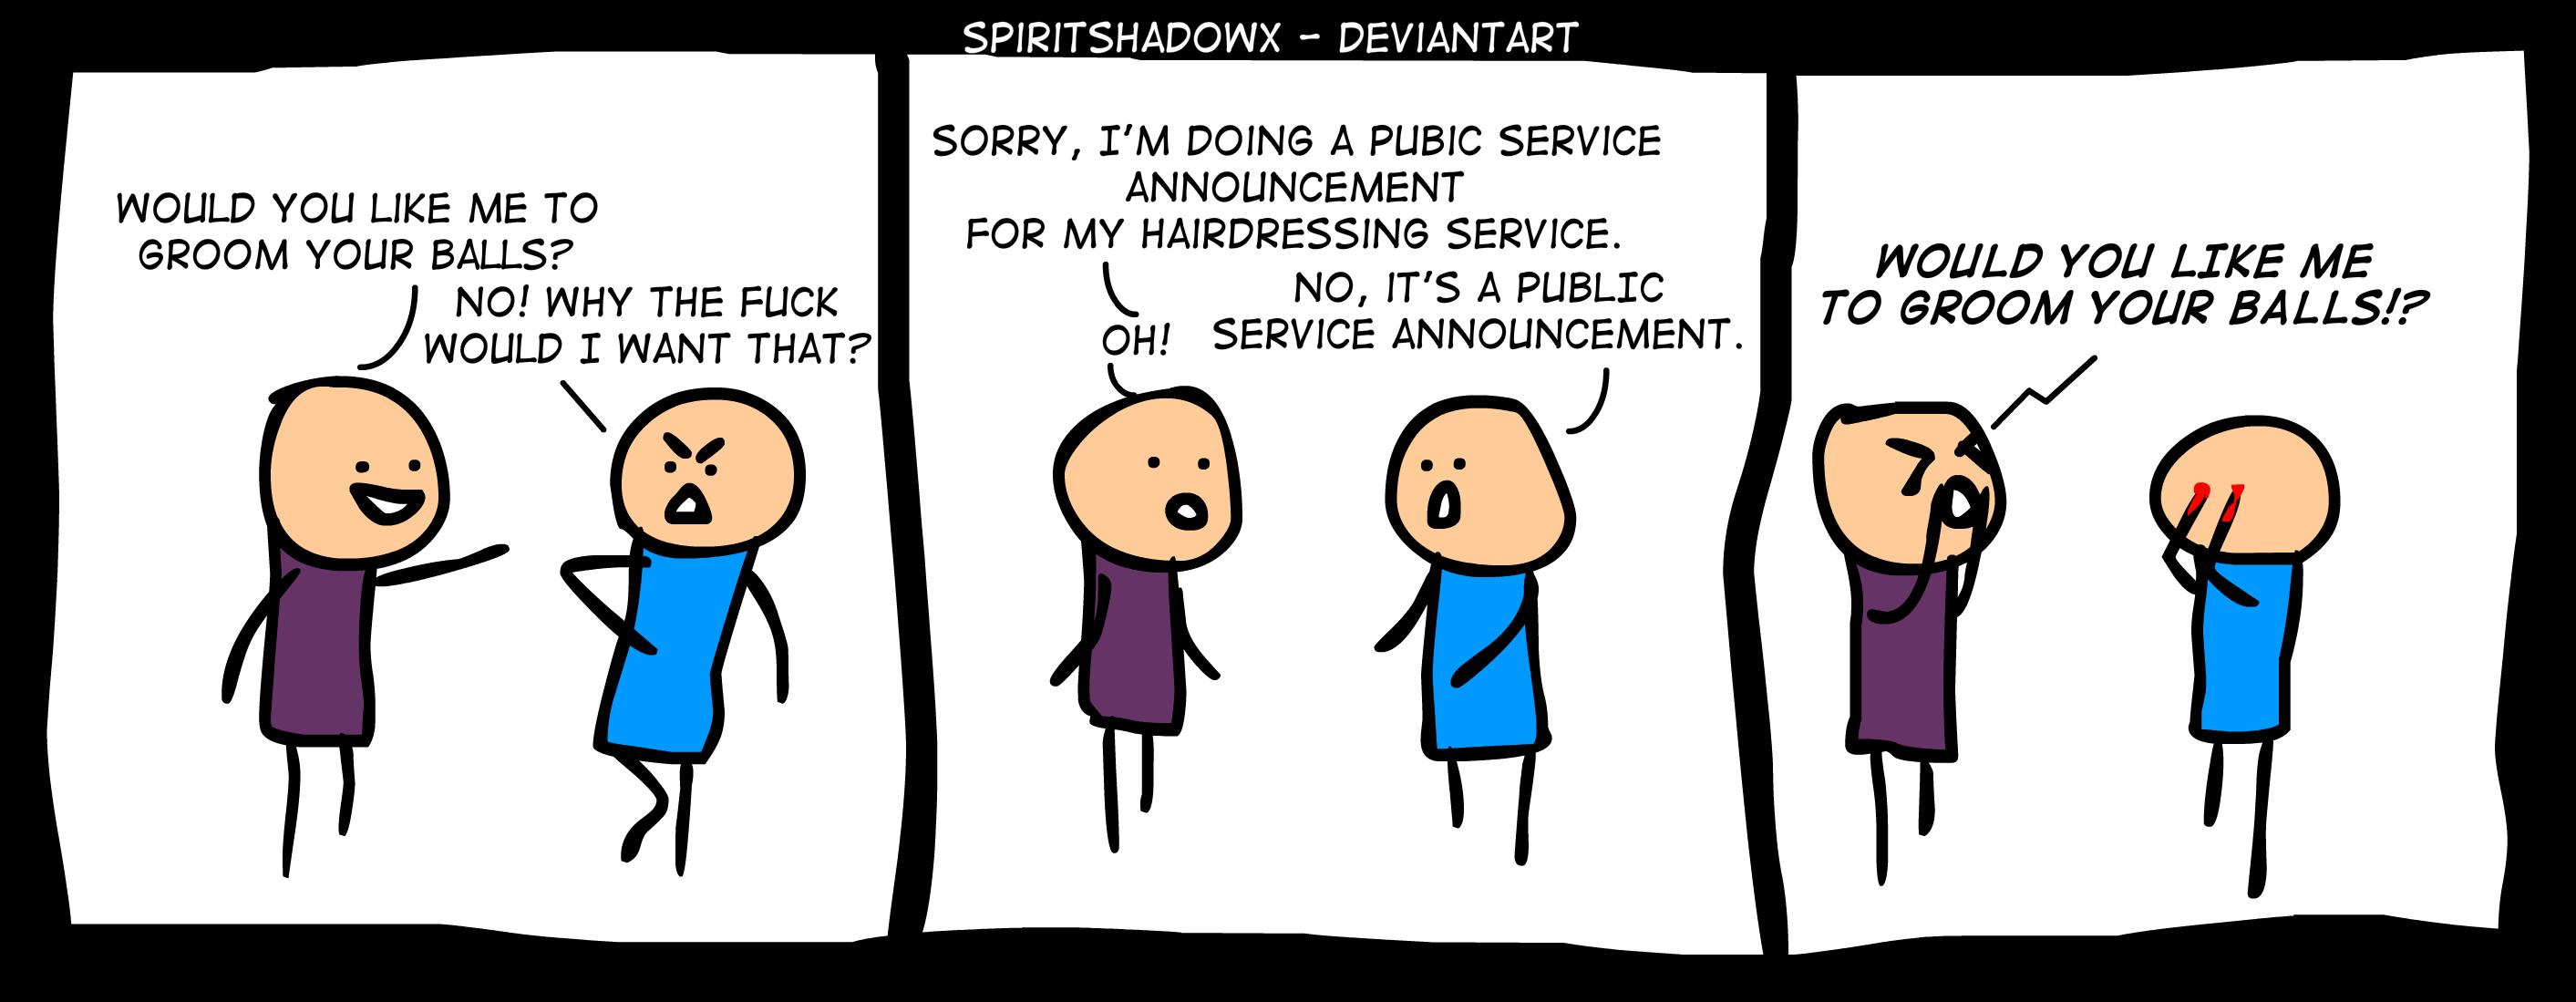 SPIRITSHADOWX - DEVIANTART
WOULD YOU LIKE ME TO
GROOM YOUR BALLS?
NO! WHY THE FUCK
WOULD I WANT THAT?
SORRY, I'M DOING A PUBIC SERVICE
ANNOUNCEMENT
FOR MY HAIRDRESSING SERVICE.
NO, IT'S A PUBLIC
SERVICE ANNOUNCEMENT.
OH!
WOULD YOU LIKE ME
TO GROOM YOUR BALLS!?